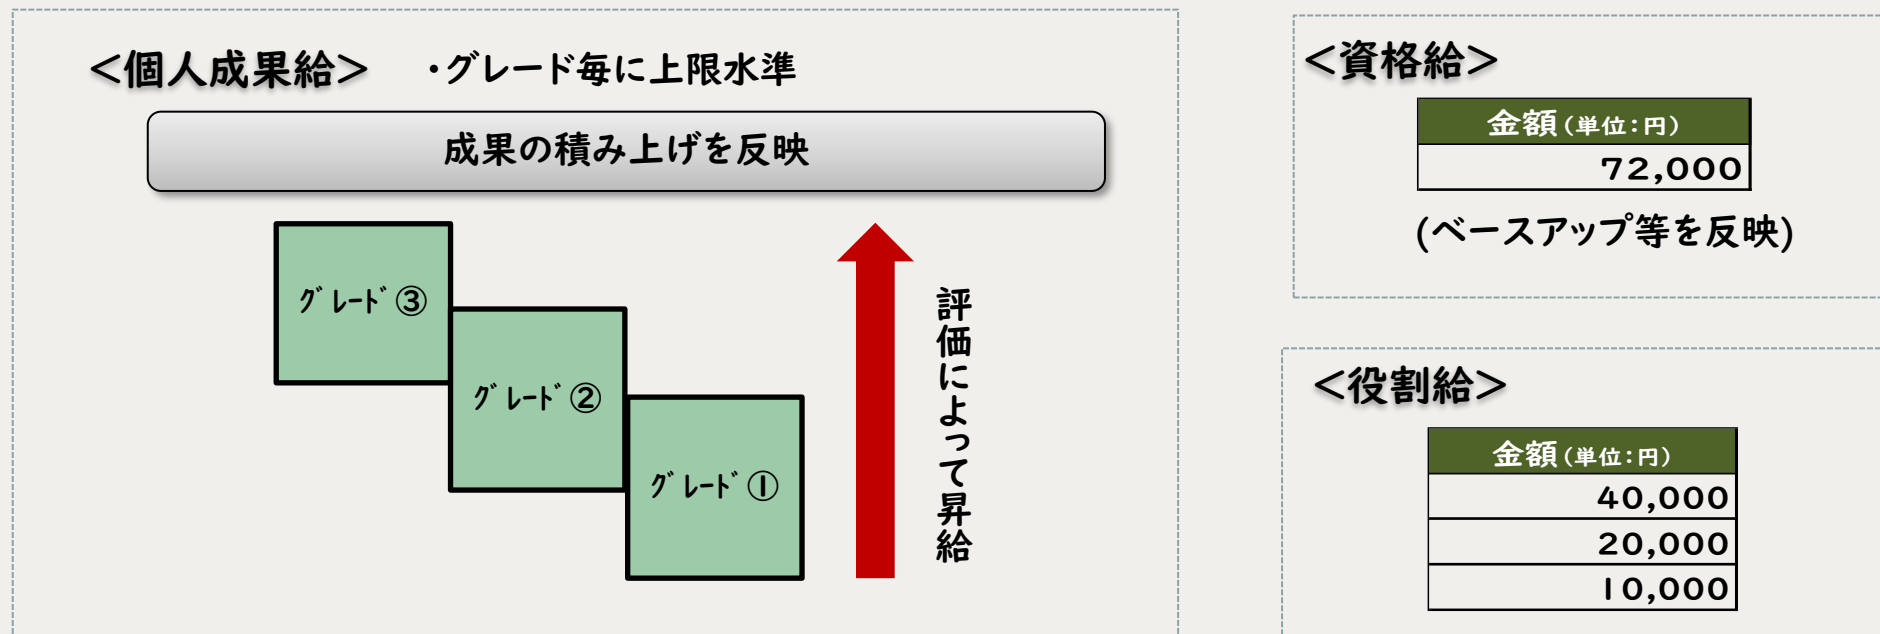 <個人成果給> ・グレード毎に上限水準
成果の積み上げを反映
グレード③
グレード②
グレード①
評価によって昇給
<資格給>
金額(単位:円)
72,000
(ベースアップ等を反映)
<役割給>
金額(単位:円)
40,000
20,000
10,000